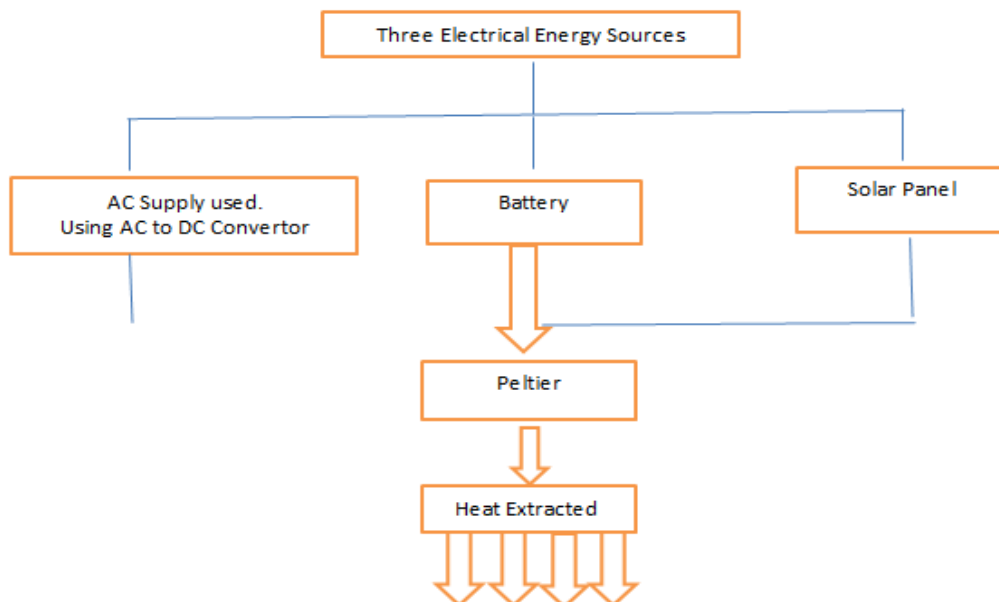 Three Electrical Energy Sources
AC Supply used.
Using AC to DC Convertor
Battery
Solar Panel
Peltier
Heat Extracted